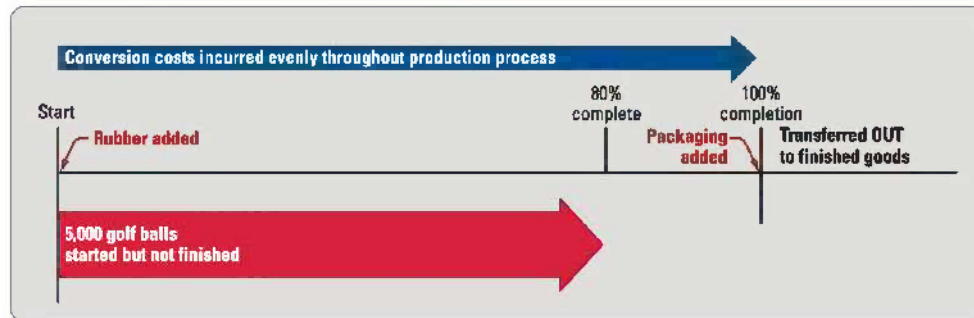 Conversion costs incurred evenly throughout production process
Start
80%
complete
100%
completion
Rubber added
Packaging
added
Transferred OUT
to finished goods
5,000 golf balls
started but not finished